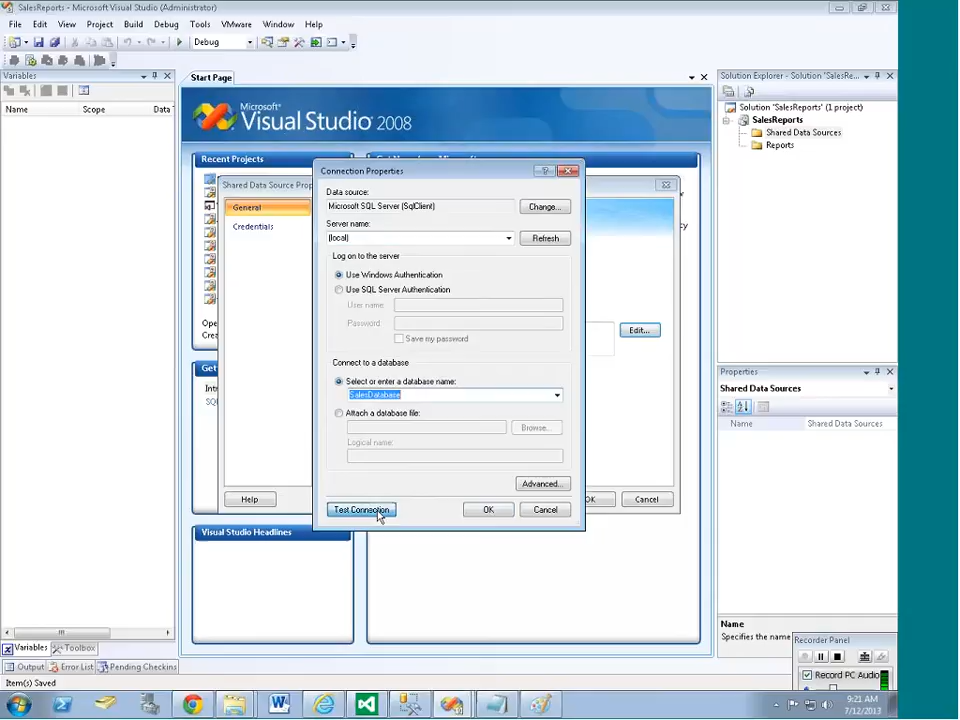 SalesReports - Microsoft Visual Studio (Administrator)
File Edit View Project Build Debug Tools VMware Window Help
Debug
Variables
Name Scope Data T
Start Page
Microsoft
Visual Studio 2008
Recent Projects
Solution Explorer - Solution 'SalesRe...
Solution 'SalesReports' (1 project)
SalesReports
Shared Data Sources
Reports
Shared Data Source Prop
General
Credentials
Connection Properties
Data source:
Microsoft SQL Server (SqlClient)
Change...
Server name:
(local)
Refresh
Log on to the server
Use Windows Authentication
Use SQL Server Authentication
User name:
Password:
Save my password
Connect to a database
Select or enter a database name:
SalesDatabase
Attach a database file:
Browse...
Logical name:
Advanced...
Test Connection
OK
Cancel
Edit...
Help
OK
Cancel
Visual Studio Headlines
Properties
Shared Data Sources
Name Shared Data Sources
Name
Specifies the name
Recorder Panel
Record PC Audio
Variables Toolbox
Output Error List Pending Checkins
Item(s) Saved
9:21 AM
7/12/2013